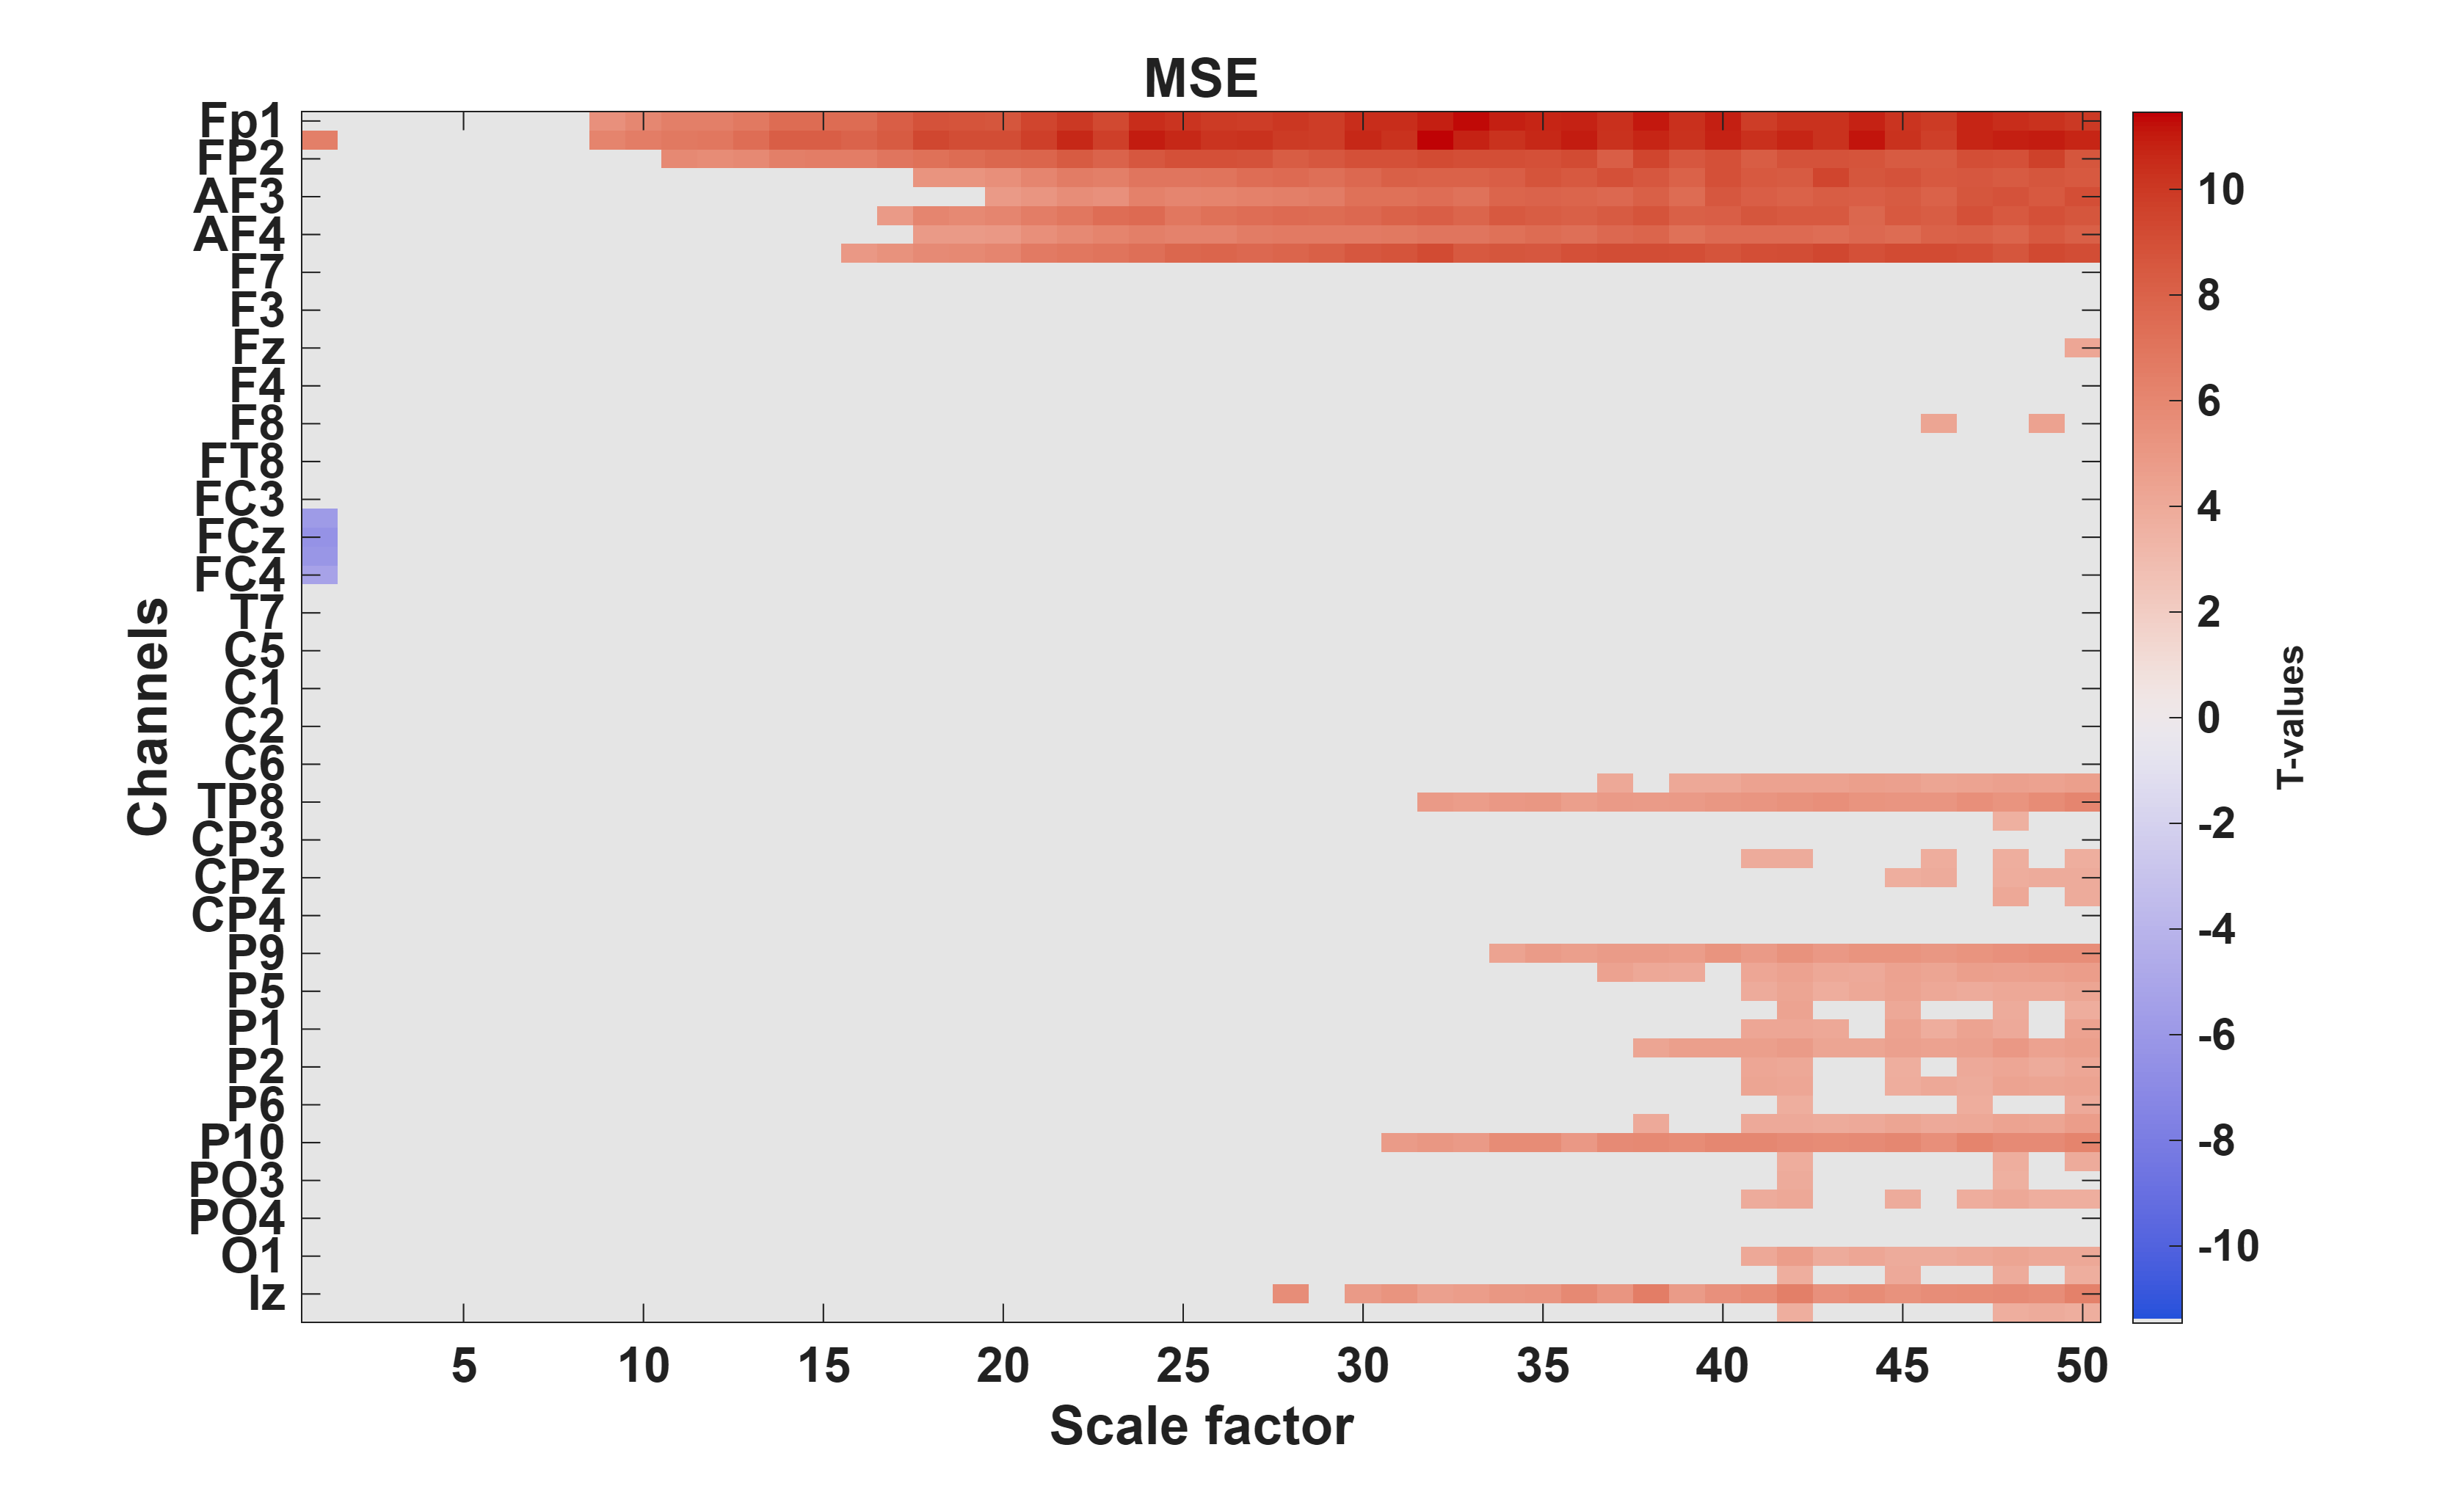 MSE
Fp1
FP2
AF3
AF4
F7
F3
Fz
F4
F8
FT8
FC3
FCz
FC4
T7
C5
C1
C2
C6
TP8
CP3
CPz
CP4
P9
P5
P1
P2
P6
P10
PO3
PO4
O1
Iz
Channels
5 10 15 20 25 30 35 40 45 50
Scale factor
10
8
6
4
2
0
-2
-4
-6
-8
-10
T-values